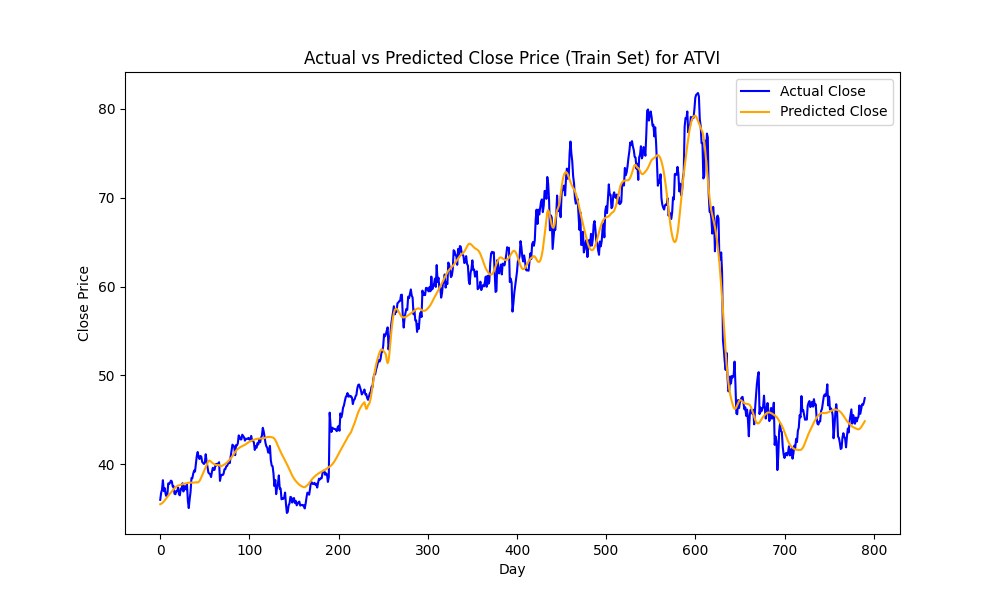 Actual vs Predicted Close Price (Train Set) for ATVI
Actual Close
Predicted Close
Close Price
80
70
60
50
40
0 100 200 300 400 500 600 700 800
Day